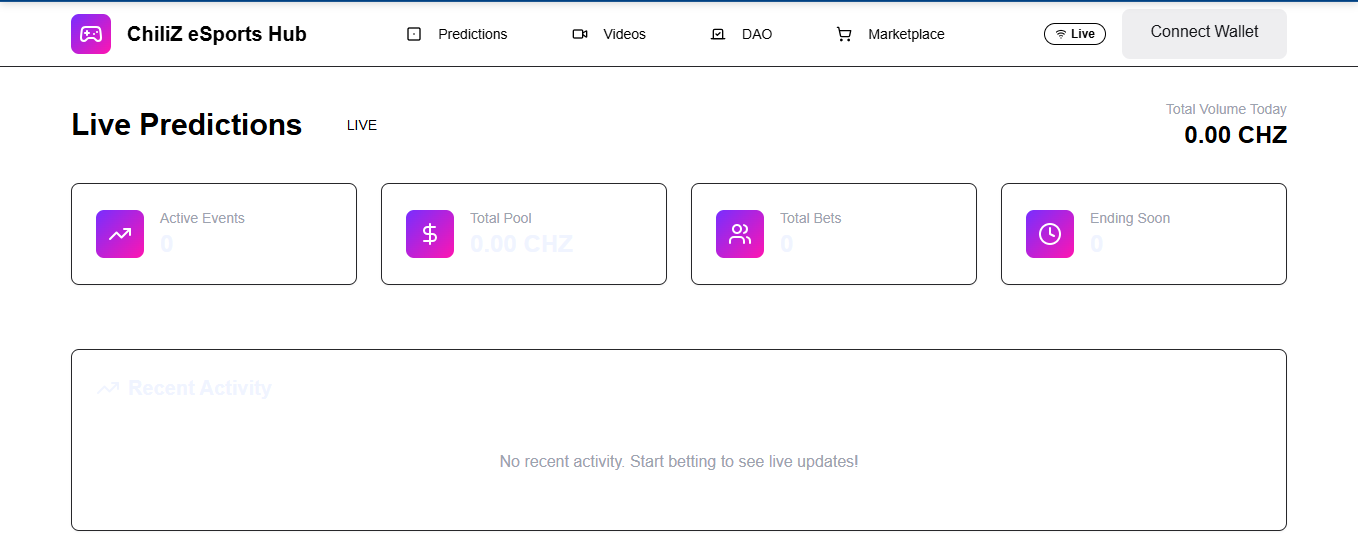 ChiliZ eSports Hub
Predictions
Videos
DAO
Marketplace
Live
Connect Wallet
Live Predictions
LIVE
Total Volume Today
0.00 CHZ
Active Events
0
Total Pool
0.00 CHZ
Total Bets
0
Ending Soon
0
Recent Activity
No recent activity. Start betting to see live updates!